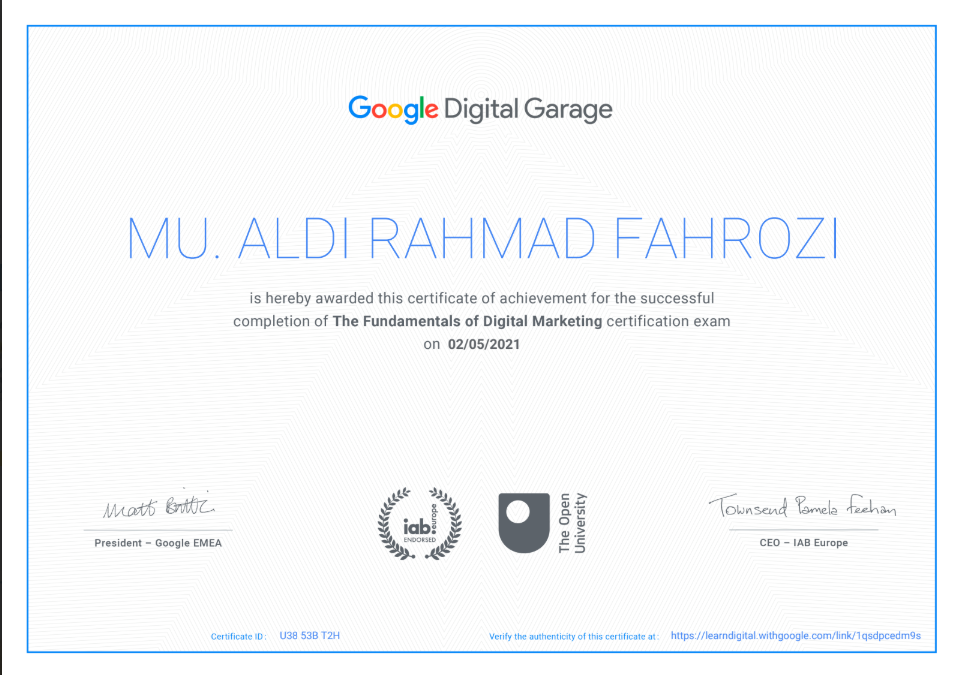 Google Digital Garage
MU. ALDI RAHMAD FAHROZI
is hereby awarded this certificate of achievement for the successful
completion of The Fundamentals of Digital Marketing certification exam
on 02/05/2021
Matt Brittin
President – Google EMEA
iab europe
ENDORSED
The Open
University
Townsend Pamela Feehan
CEO – IAB Europe
Certificate ID : U38 53B T2H
Verify the authenticity of this certificate at : https://learndigital.withgoogle.com/link/1qsdpcedm9s